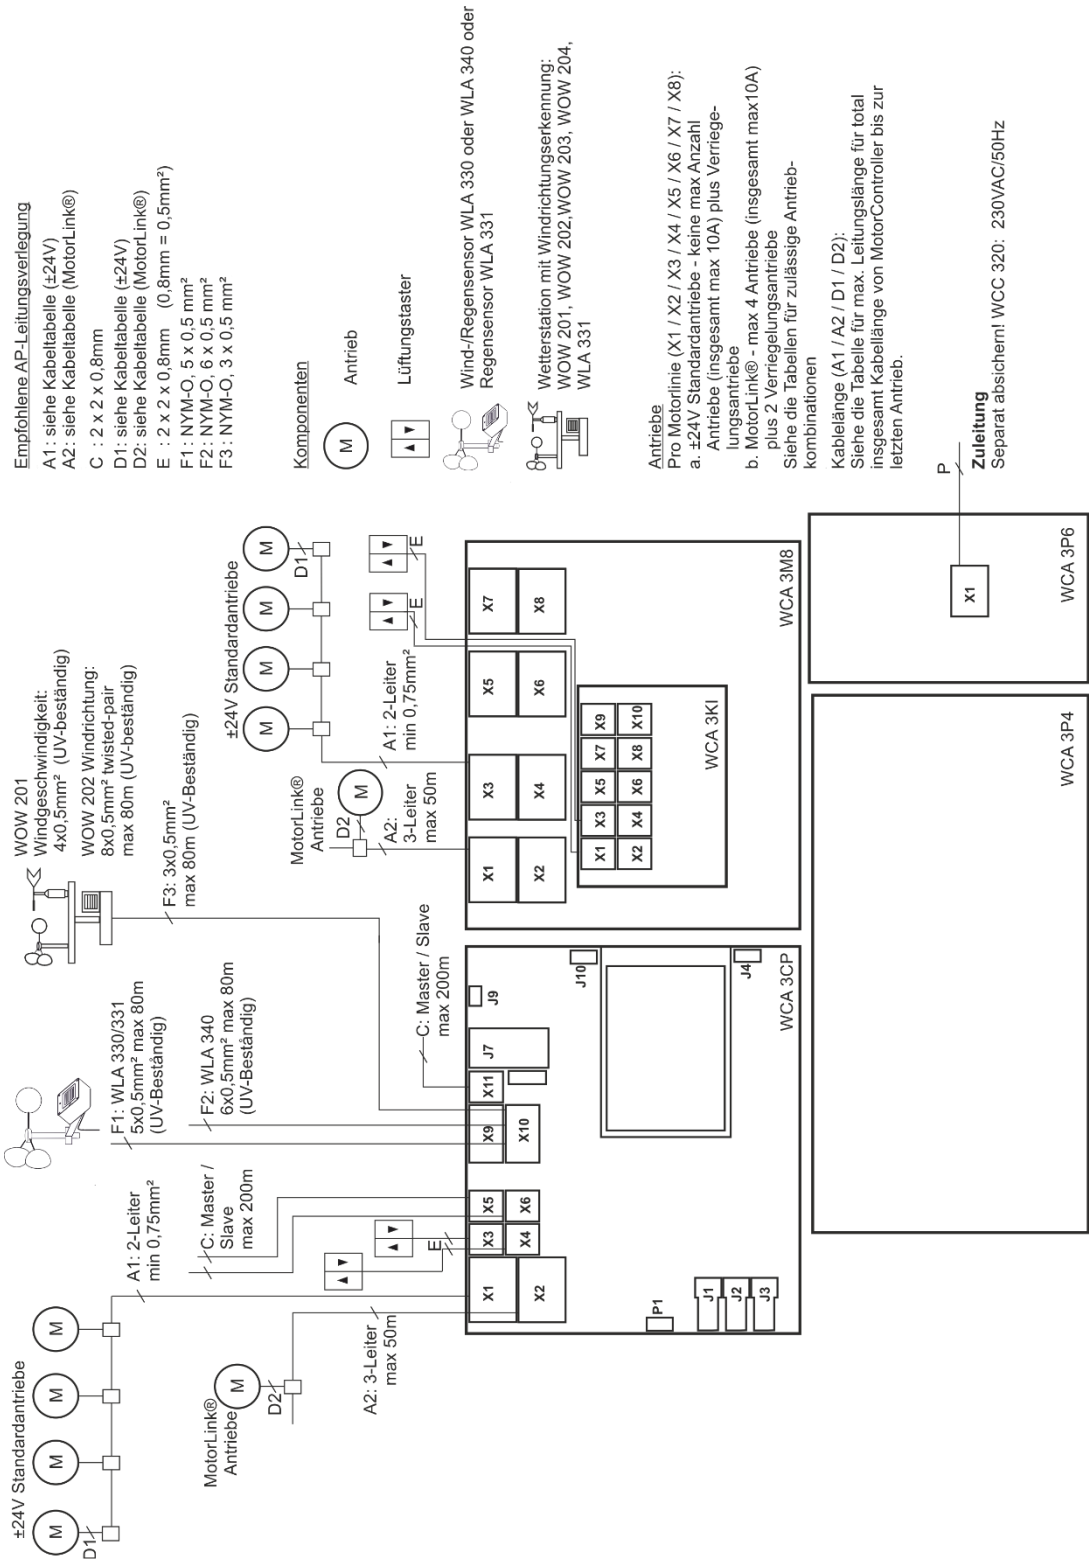 ±24V Standardantriebe
M
M
M
M
D1
A1: 2-Leiter
min 0,75mm²
MotorLink®
Antriebe
M
D2
A2: 3-Leiter
max 50m
C: Master /
Slave
max 200m
E
F1: WLA 330/331
5x0,5mm² max 80m
(UV-Beständig)
F2: WLA 340
6x0,5mm² max 80m
(UV-Beständig)
WOW 201
Windgeschwindigkeit:
4x0,5mm² (UV-beständig)
WOW 202 Windrichtung:
8x0,5mm² twisted-pair
max 80m (UV-beständig)
F3: 3x0,5mm²
max 80m (UV-Beständig)
C: Master / Slave
max 200m
MotorLink®
Antriebe
M
D2
A2:
3-Leiter
max 50m
±24V Standardantriebe
M
M
M
M
D1
A1: 2-Leiter
min 0,75mm²
E
E
X1
X2
X3
X4
X5
X6
X9
X10
X11
J7
J9
J10
J4
P1
J1
J2
J3
WCA 3CP
X1
X2
X3
X4
X5
X6
X7
X8
X1
X3
X5
X7
X9
X2
X4
X6
X8
X10
WCA 3KI
WCA 3M8
WCA 3P4
X1
WCA 3P6
P
Zuleitung
Separat absichern! WCC 320: 230VAC/50Hz
Empfohlene AP-Leitungsverlegung
A1: siehe Kabeltabelle (±24V)
A2: siehe Kabeltabelle (MotorLink®)
C : 2 x 2 x 0,8mm
D1: siehe Kabeltabelle (±24V)
D2: siehe Kabeltabelle (MotorLink®)
E : 2 x 2 x 0,8mm (0,8mm = 0,5mm²)
F1: NYM-O, 5 x 0,5 mm²
F2: NYM-O, 6 x 0,5 mm²
F3: NYM-O, 3 x 0,5 mm²
Komponenten
M
Antrieb
Lüftungstaster
Wind-/Regensensor WLA 330 oder WLA 340 oder
Regensensor WLA 331
Wetterstation mit Windrichtungserkennung:
WOW 201, WOW 202,WOW 203, WOW 204,
WLA 331
Antriebe
Pro Motorlinie (X1 / X2 / X3 / X4 / X5 / X6 / X7 / X8):
a. ±24V Standardantriebe - keine max Anzahl
Antriebe (insgesamt max 10A) plus Verriege-
lungsantriebe
b. MotorLink® - max 4 Antriebe (insgesamt max10A)
plus 2 Verriegelungsantriebe
Siehe die Tabellen für zulässige Antrieb-
kombinationen
Kablelänge (A1 / A2 / D1 / D2):
Siehe die Tabelle für max. Leitungslänge für total
insgesamt Kabellänge von MotorController bis zur
letzten Antrieb.